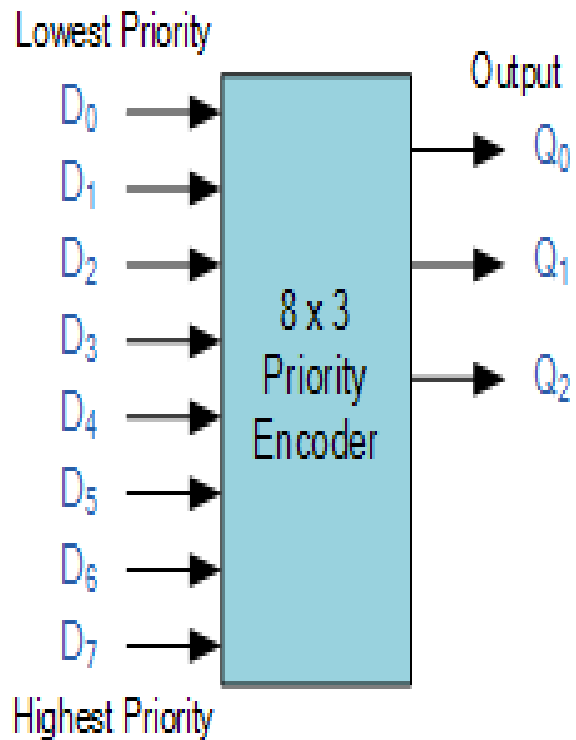 Lowest Priority
Output
D₀
Q₀
D₁
D₂
Q₁
D₃
8 x 3
Priority
Encoder
Q₂
D₄
D₅
D₆
D₇
Highest Priority